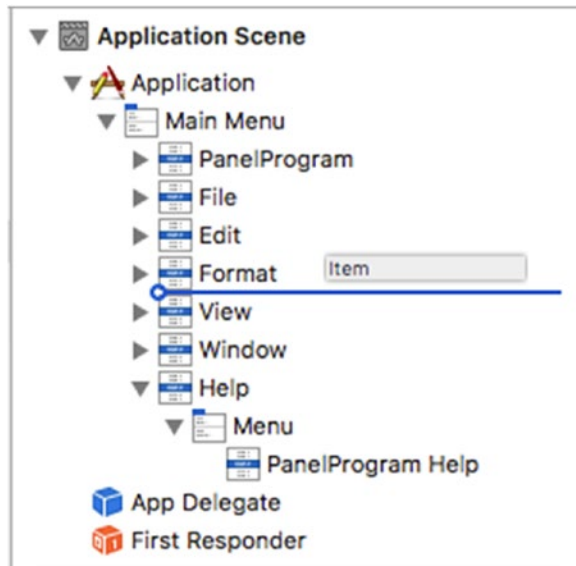 Application Scene
Application
Main Menu
PanelProgram
File
Edit
Format
Item
View
Window
Help
Menu
PanelProgram Help
App Delegate
First Responder